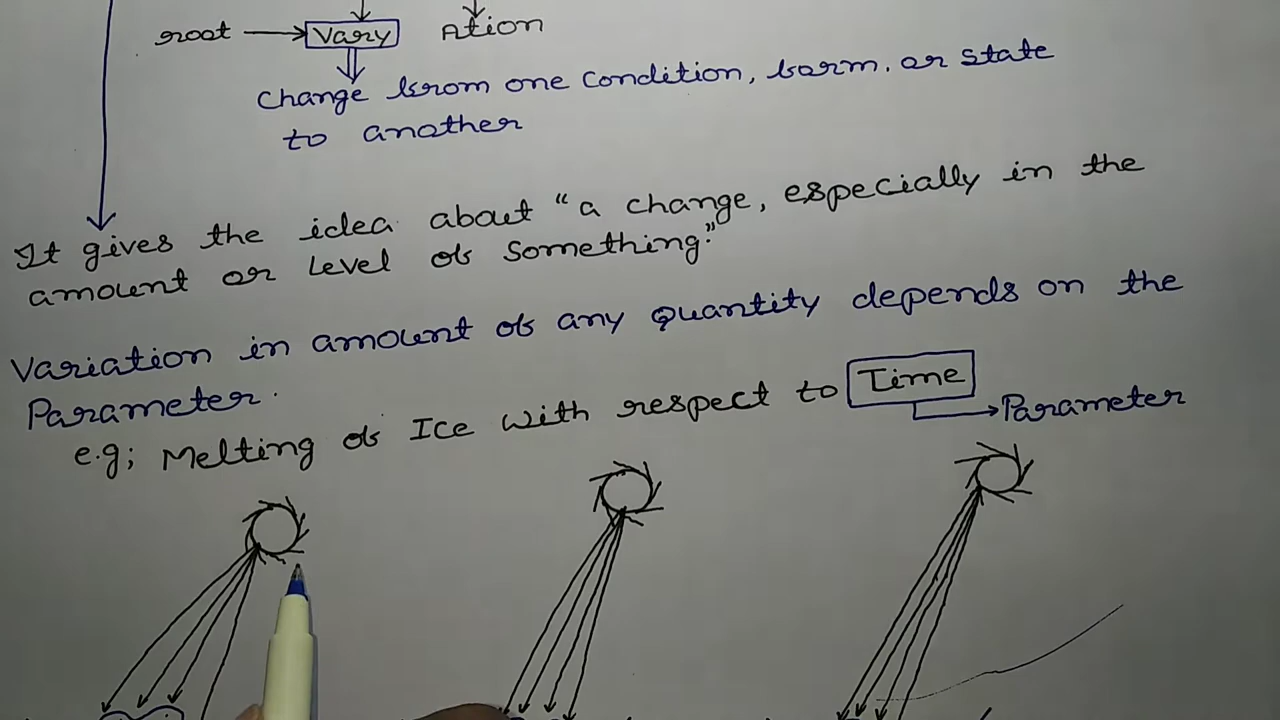 root Vary Ation
Change from one condition, form, or state
to another
It gives the idea about "a change, especially in the
amount or level of something."
Variation in amount of any quantity depends on the
Parameter.
e.g; Melting of Ice with respect to Time
Parameter